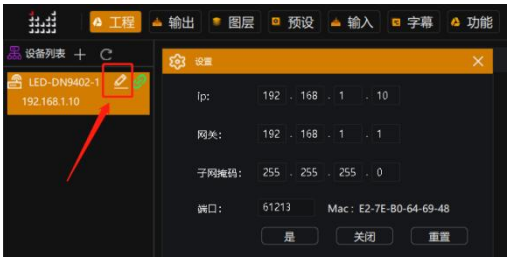 工程 输出 图层 预设 输入 字幕 功能
设备列表
设置
LED-DN9402-1
192.168.1.10
ip: 192 . 168 . 1 . 10
网关: 192 . 168 . 1 . 1
子网掩码: 255 . 255 . 255 . 0
端口: 61213 Mac: E2-7E-B0-64-69-48
是 关闭 重置